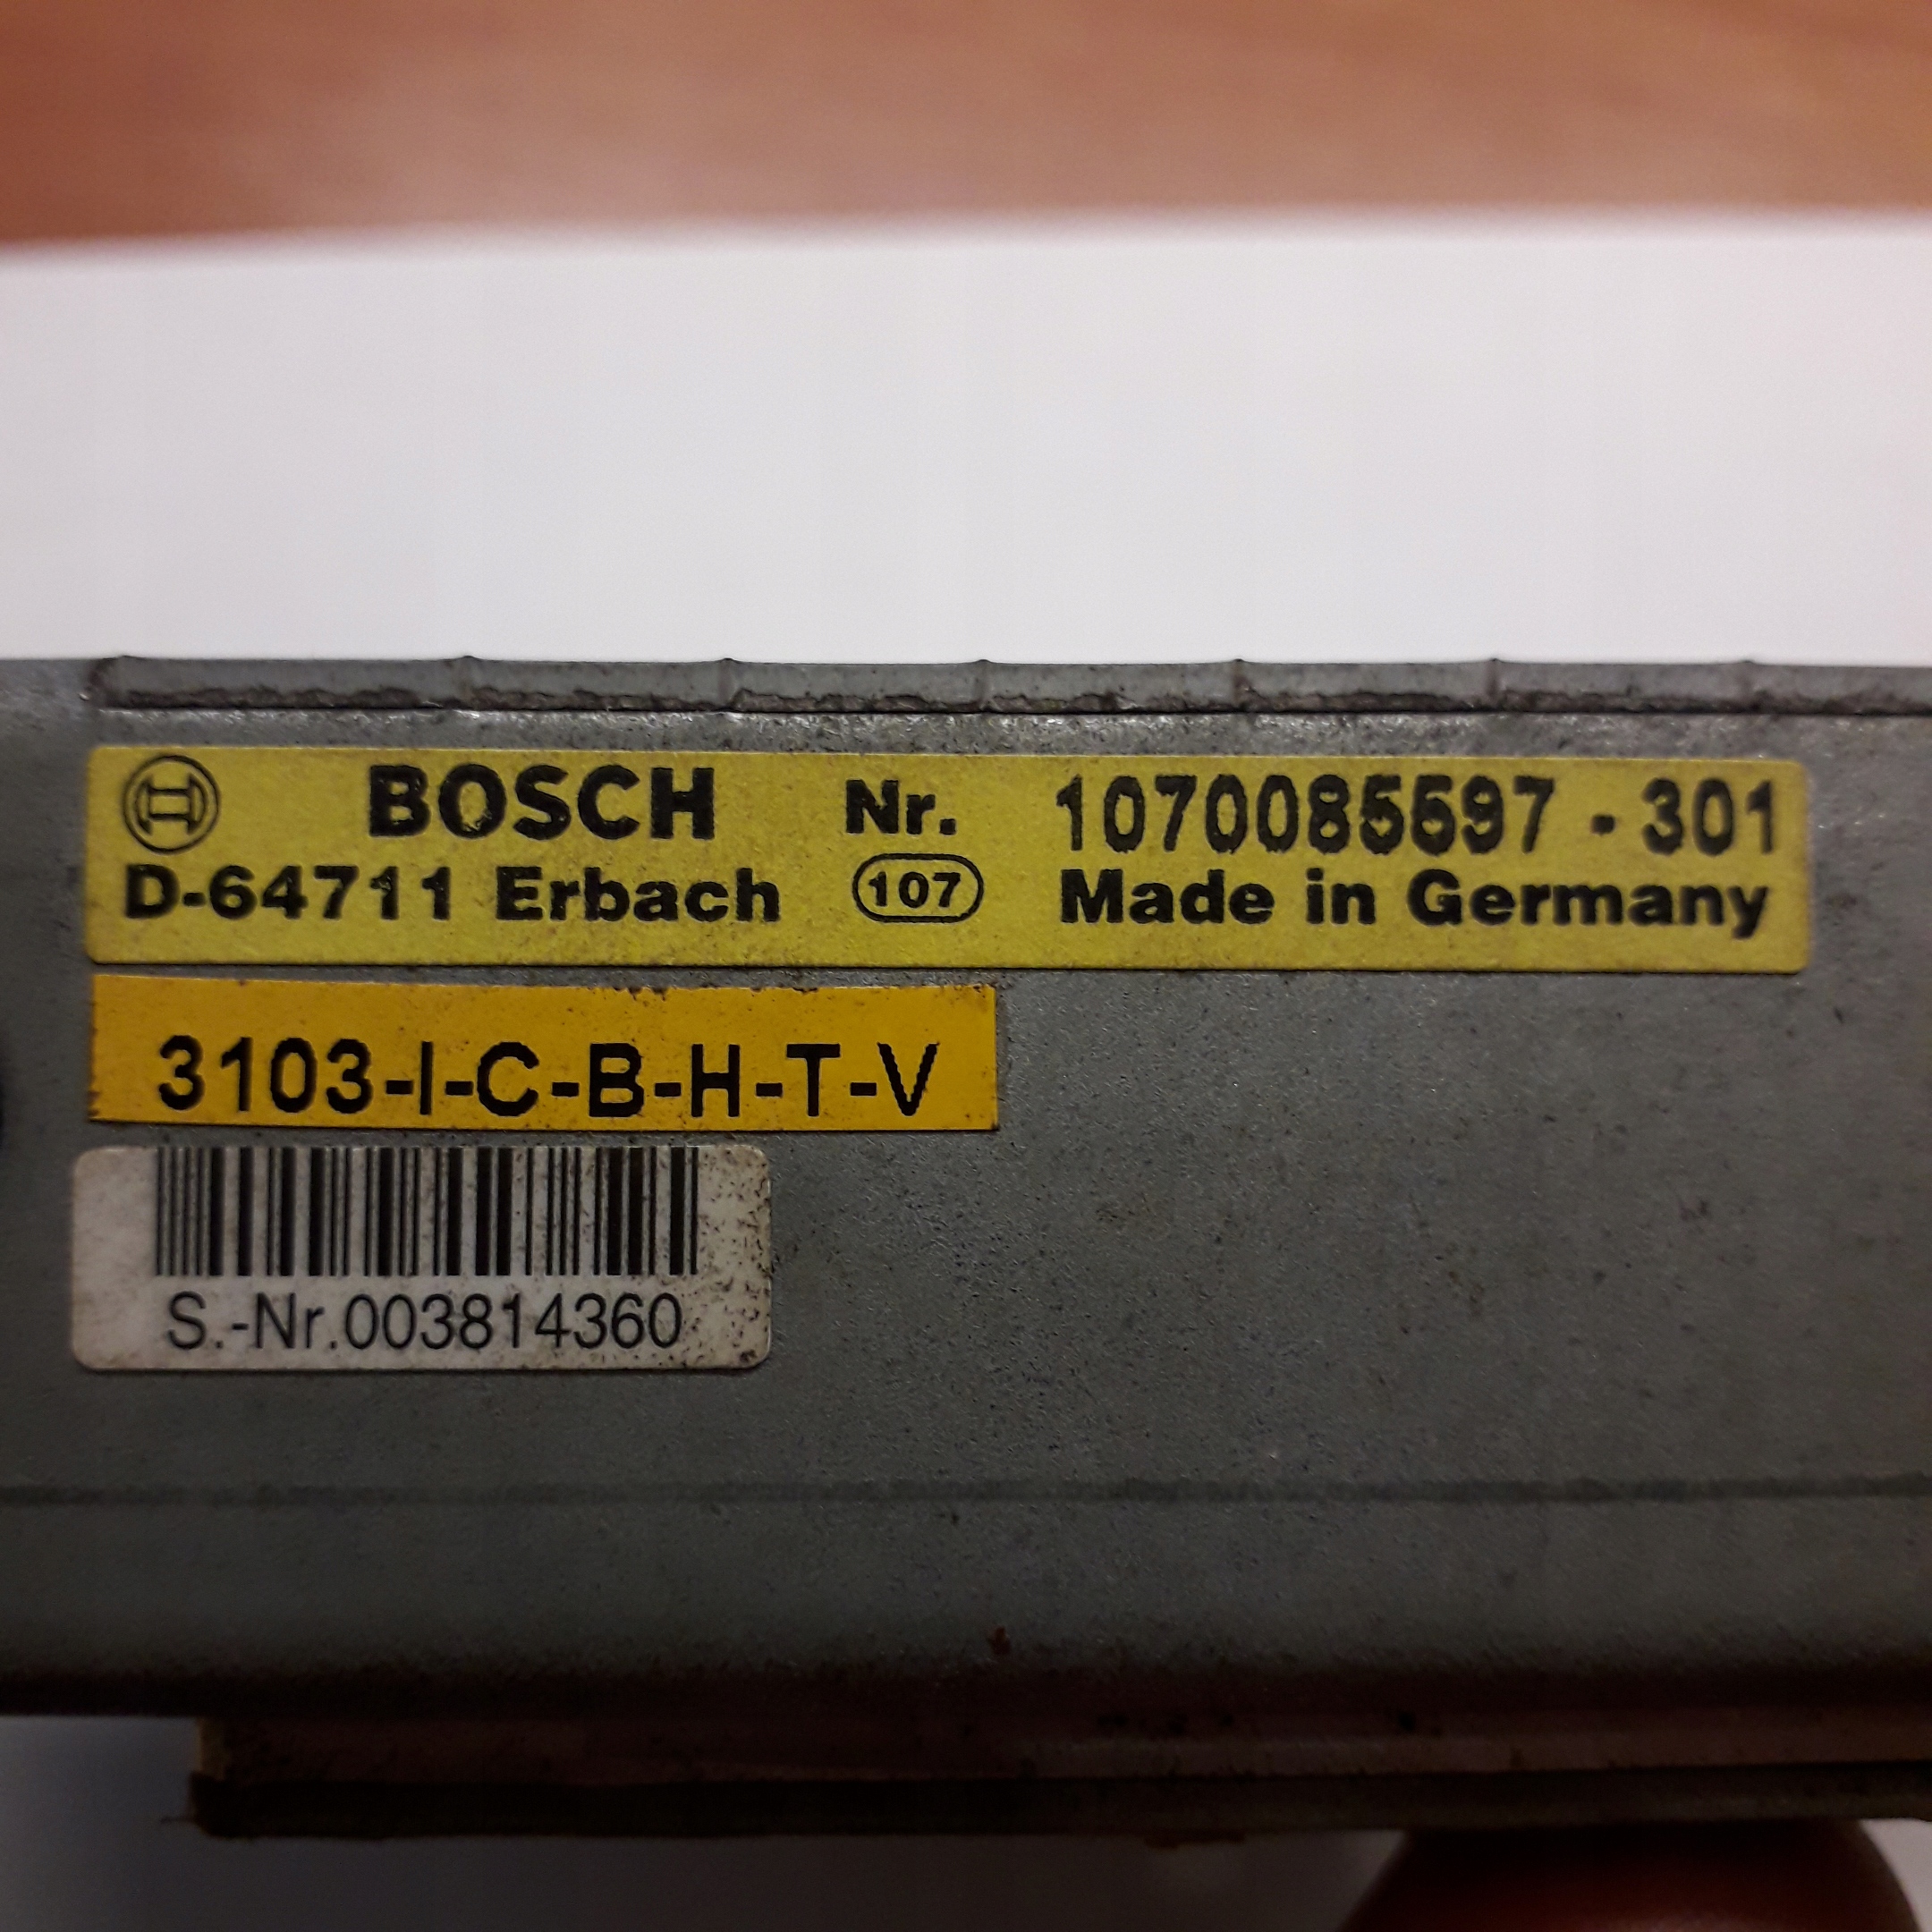 BOSCH Nr. 1070085597 - 301
D-64711 Erbach 107 Made in Germany
3103-I-C-B-H-T-V
S.-Nr.003814360